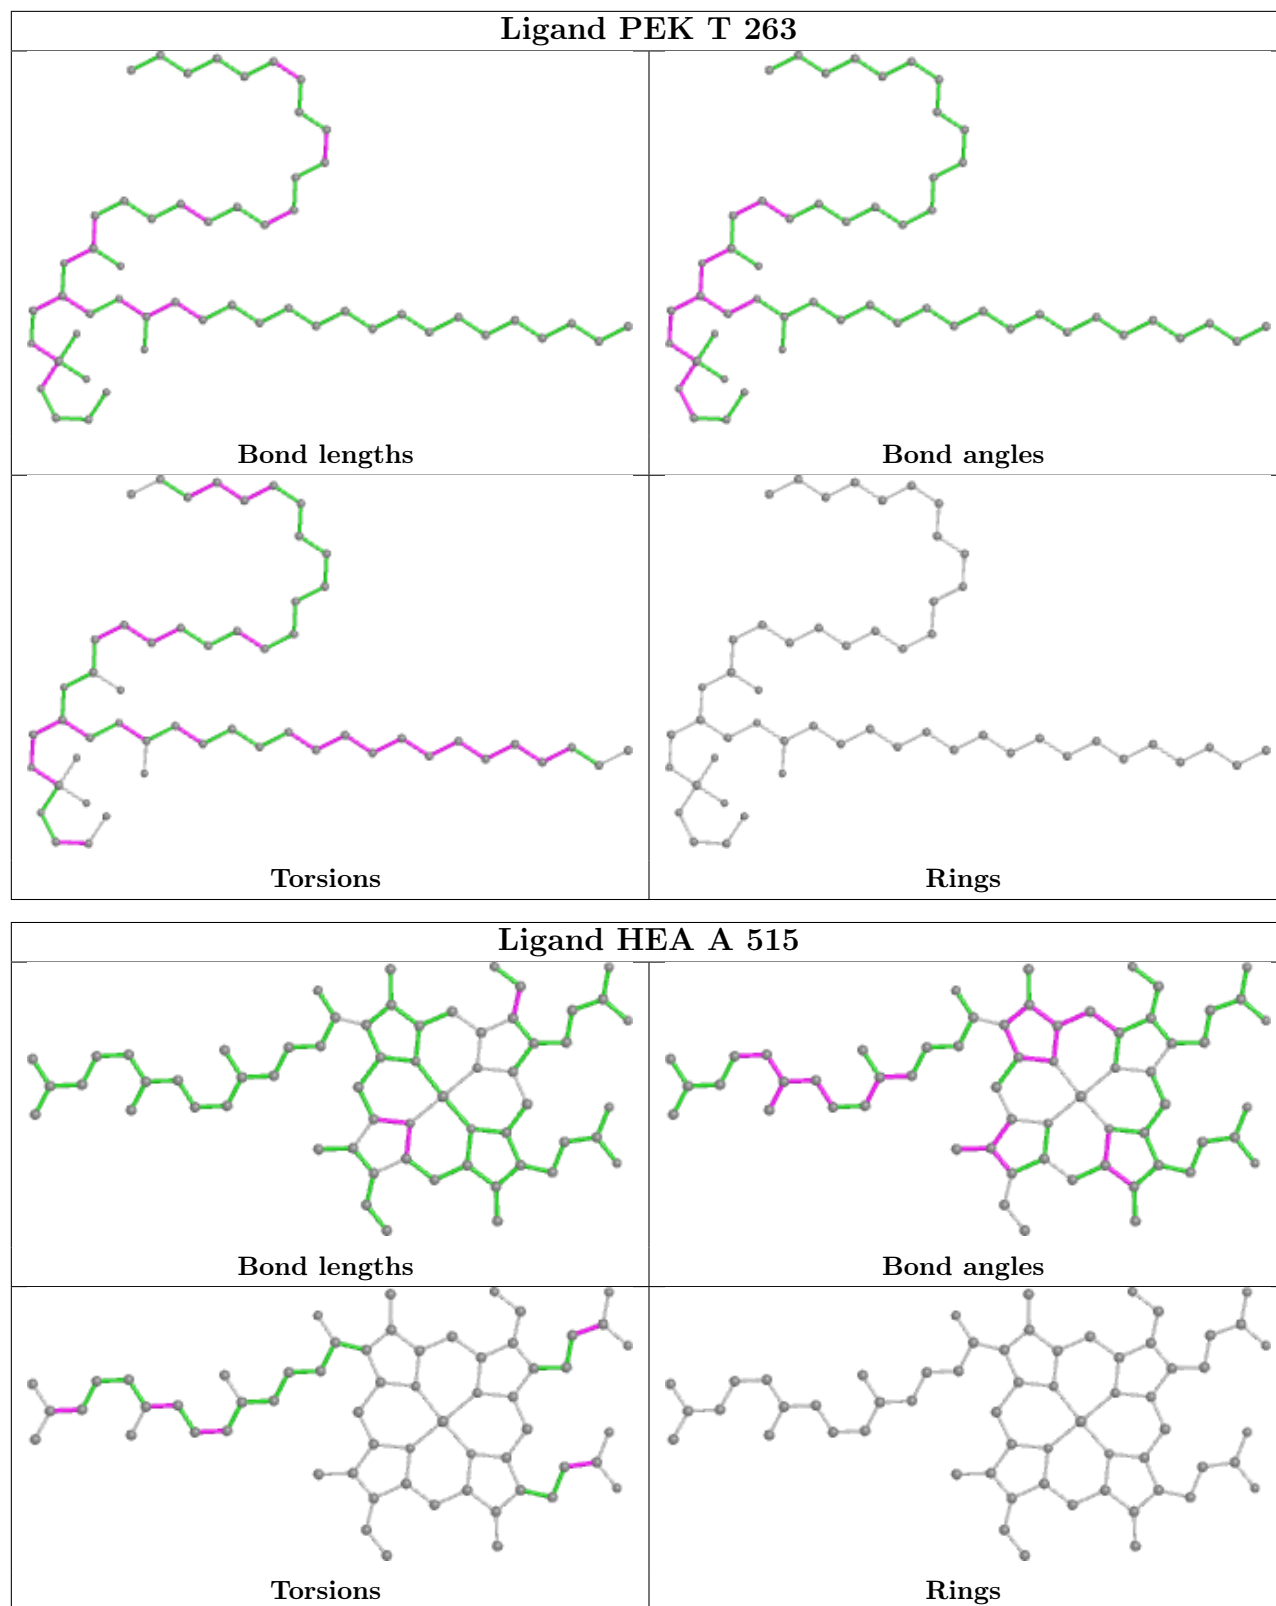 Ligand PEK T 263
Bond lengths
Bond angles
Torsions
Rings
Ligand HEA A 515
Bond lengths
Bond angles
Torsions
Rings